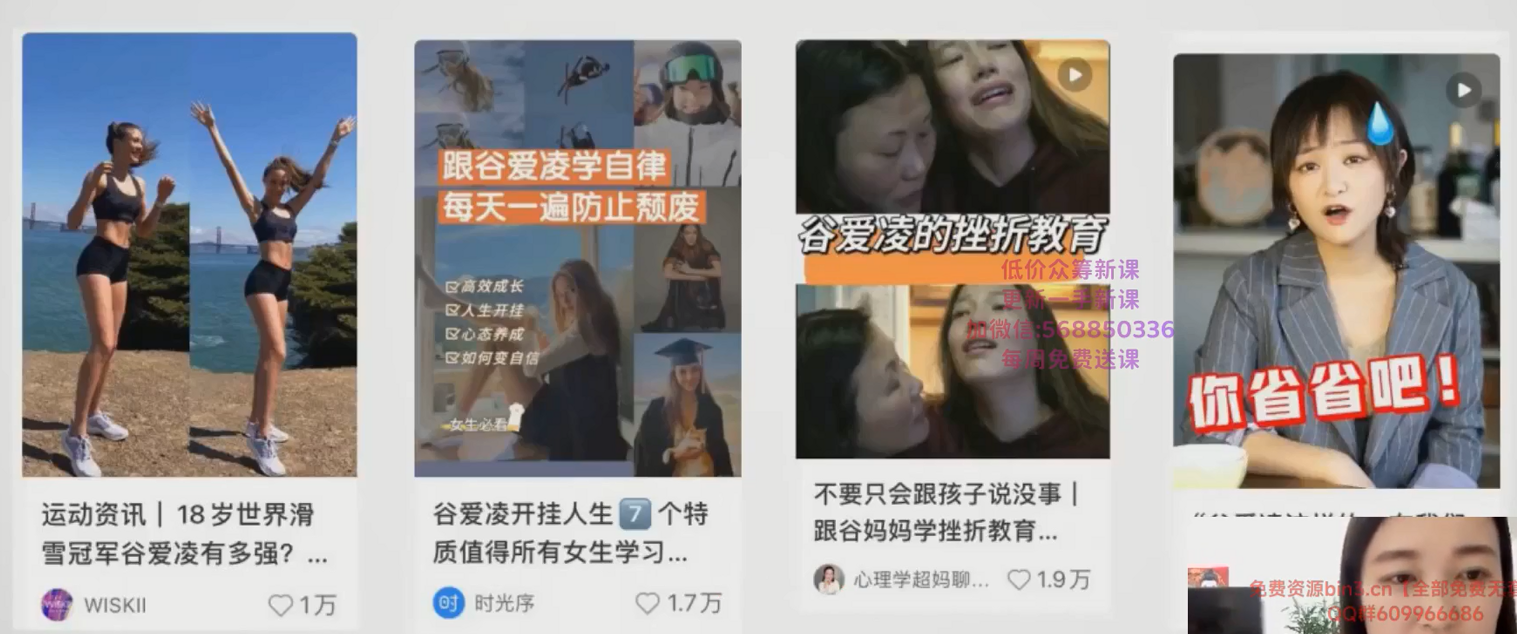 跟谷爱凌学自律
每天一遍防止颓废
高效成长
人生开挂
心态养成
如何变自信
女生必看
谷爱凌的挫折教育
低价众筹新课
更新一手新课
加微信:568850336
每周免费送课
你省省吧!
运动资讯｜18岁世界滑
雪冠军谷爱凌有多强? ...
WISKII
1万
谷爱凌开挂人生 7 个特
质值得所有女生学习...
时 时光序
1.7万
不要只会跟孩子说没事｜
跟谷妈妈学挫折教育...
心理学超妈聊...
1.9万
免费资源bin3.cn【全部免费无
QQ群609966686